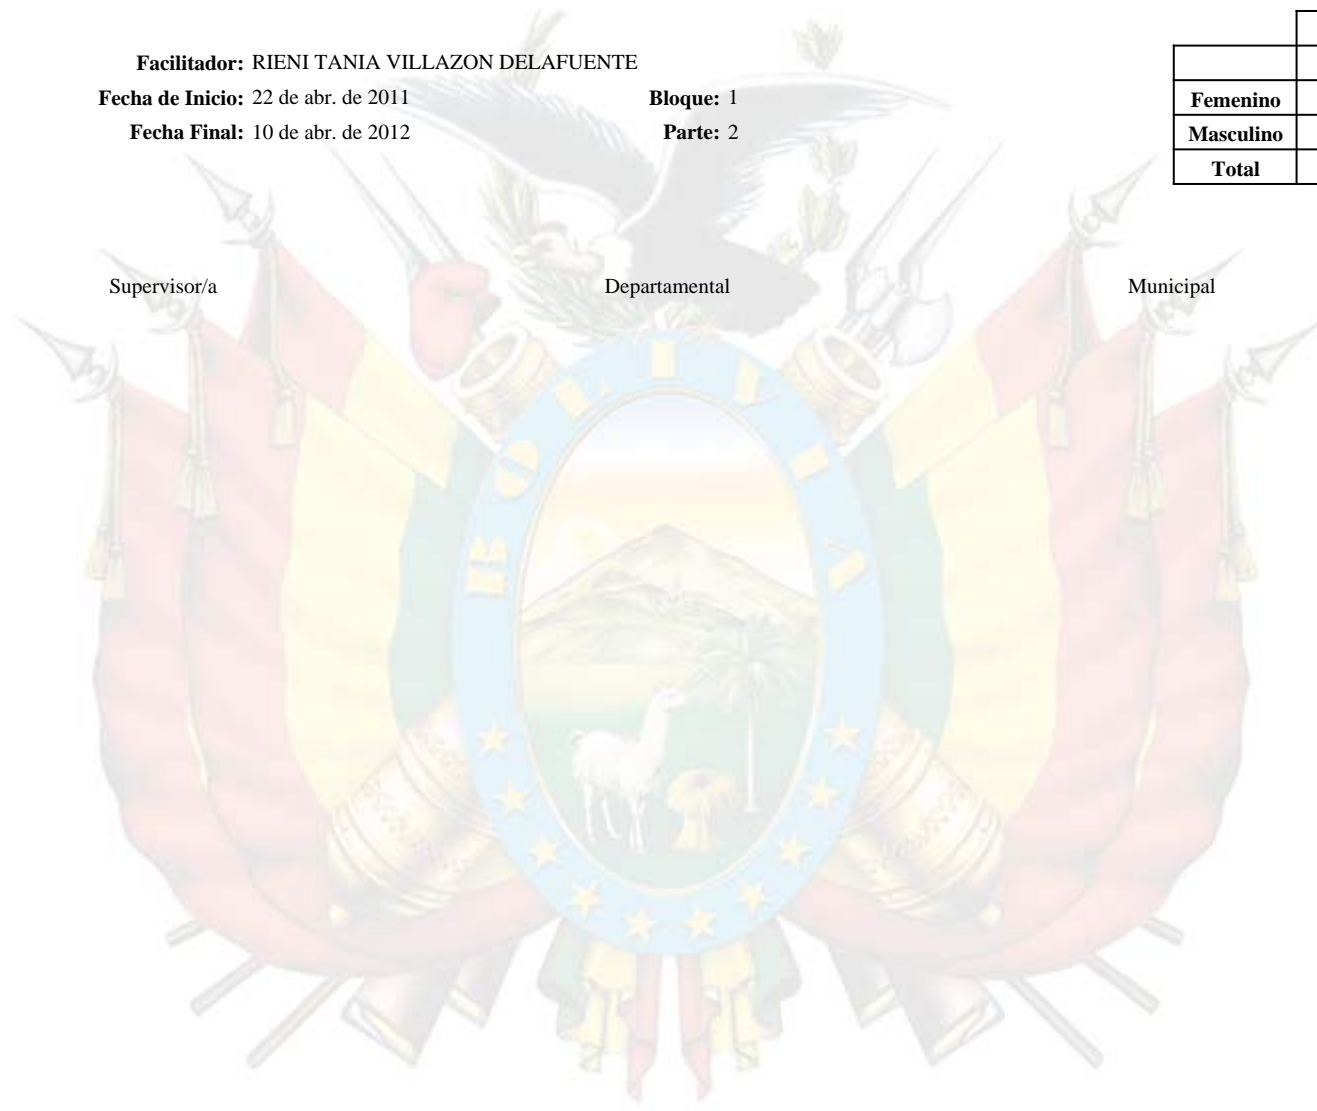 Facilitador: RIENI TANIA VILLAZON DELAFUENTE
Fecha de Inicio: 22 de abr. de 2011 Bloque: 1
Fecha Final: 10 de abr. de 2012 Parte: 2
Femenino
Masculino
Total
Supervisor/a Departamental Municipal
BOLIVIA